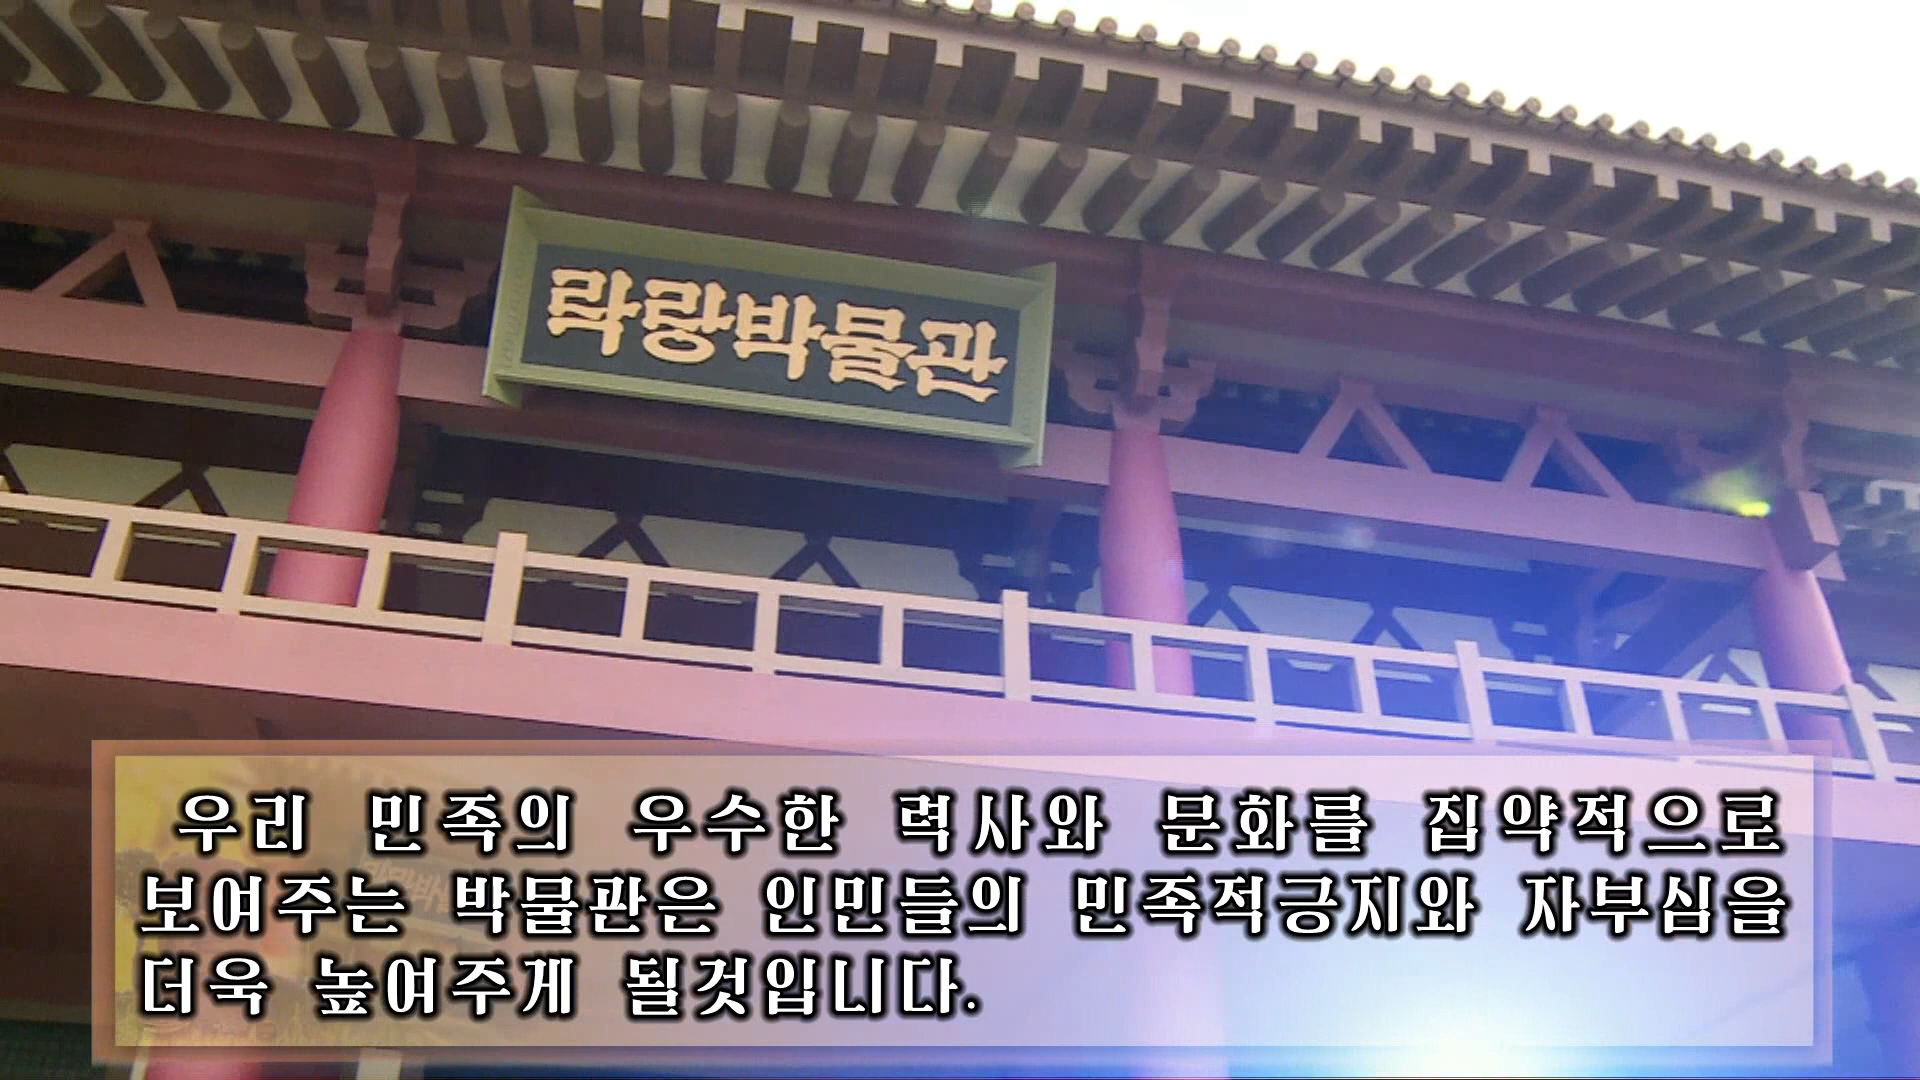 락랑박물관
우리 민족의 우수한 력사와 문화를 집약적으로
보여주는 박물관은 인민들의 민족적긍지와 자부심을
더욱 높여주게 될것입니다.